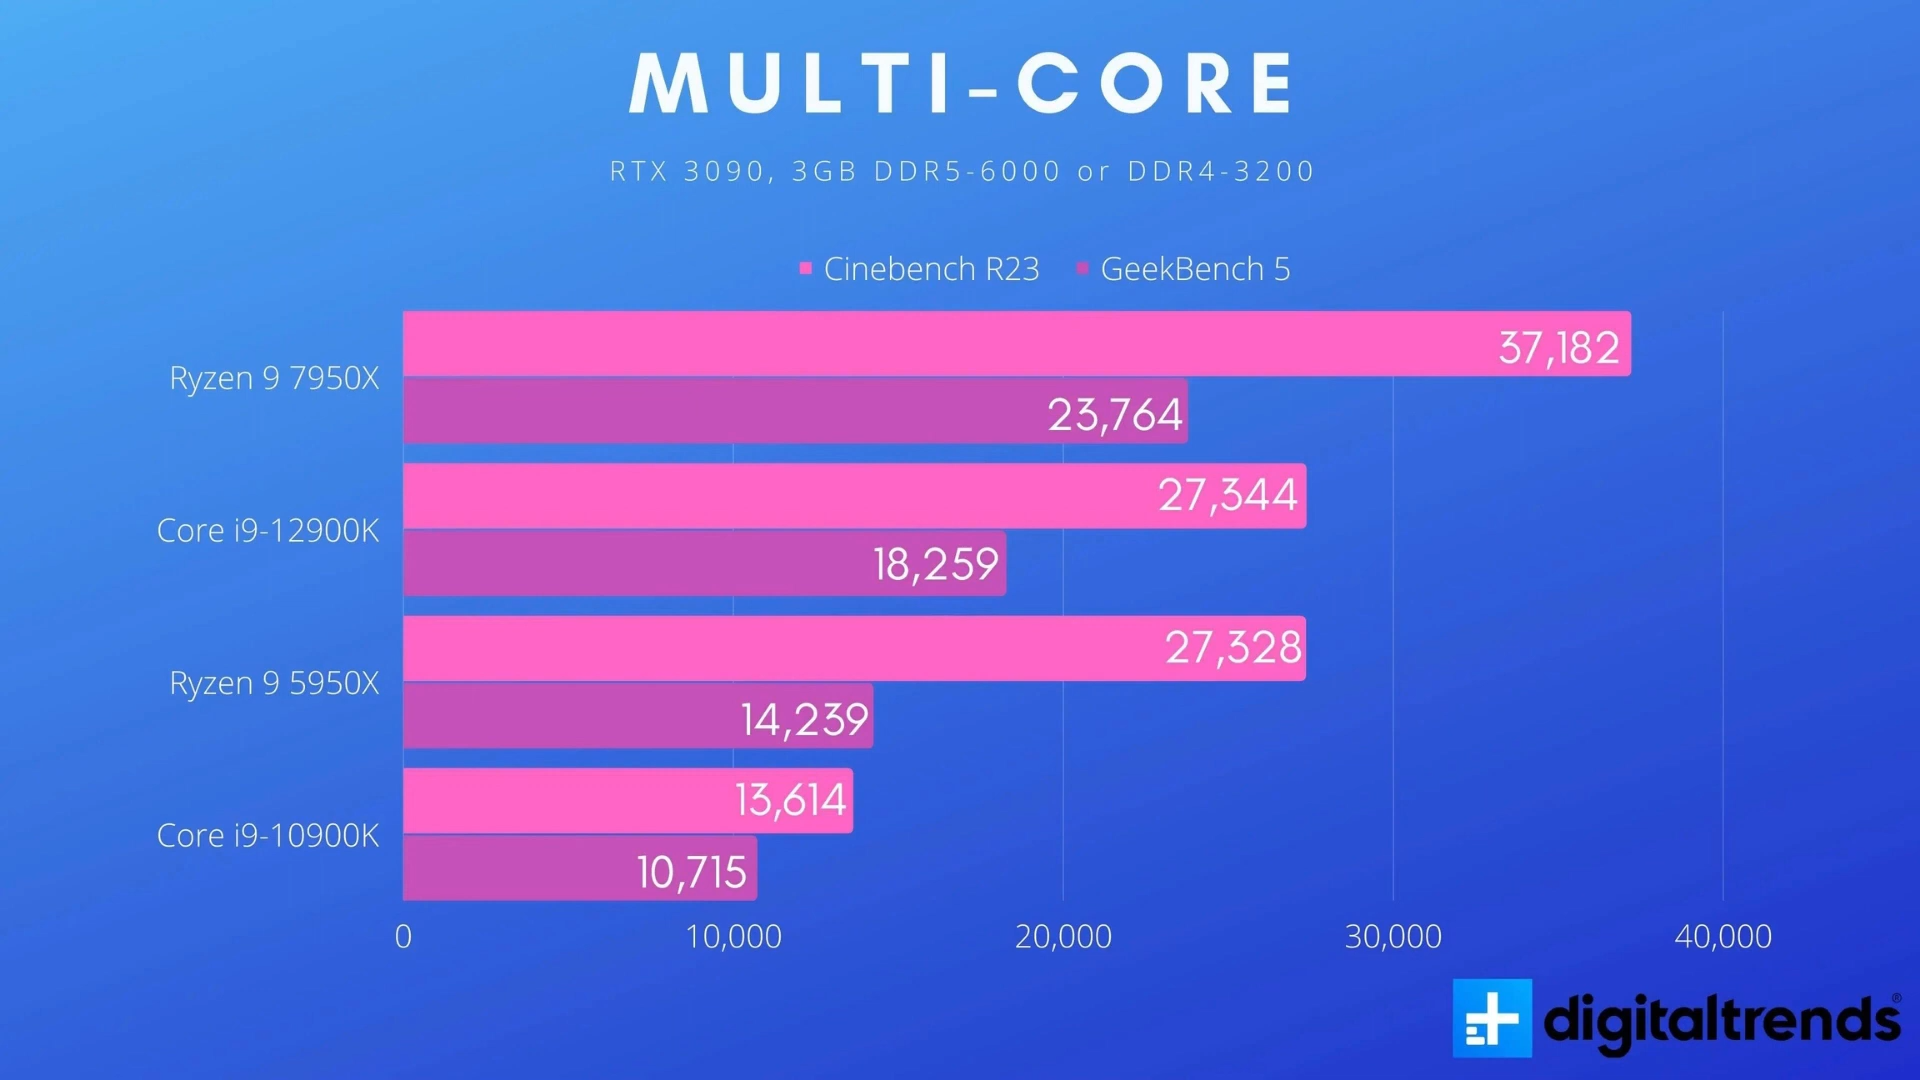 MULTI-CORE
RTX 3090, 3GB DDR5-6000 or DDR4-3200
Cinebench R23 GeekBench 5
37,182
Ryzen 9 7950X
23,764
27,344
Core i9-12900K
18,259
27,328
Ryzen 9 5950X
14,239
13,614
Core i9-10900K
10,715
0 10,000 20,000 30,000 40,000
digitaltrends®